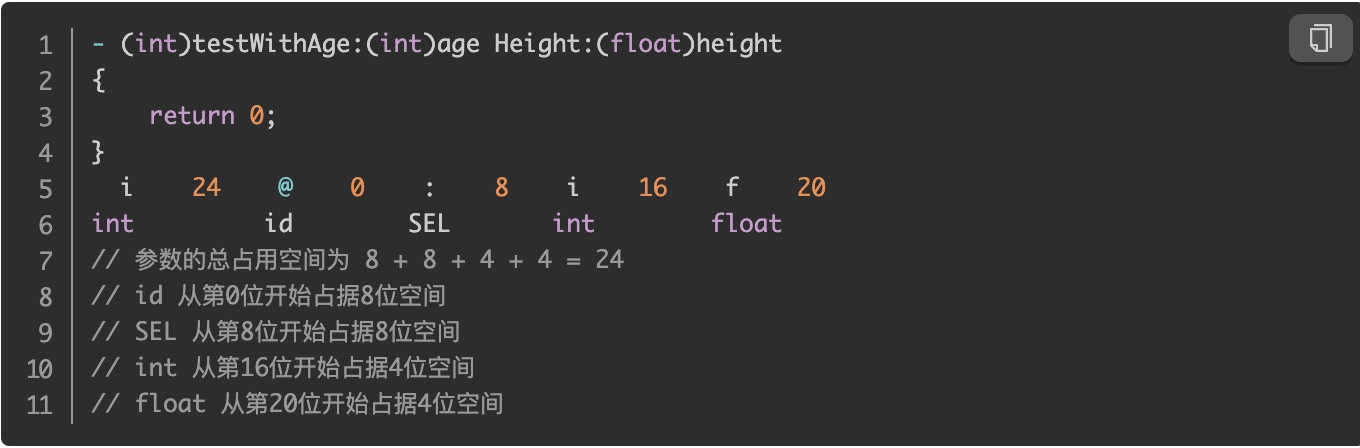 1 - (int)testWithAge:(int)age Height:(float)height
2 {
3     return 0;
4 }
5   i    24    @    0    :    8    i    16    f    20
6 int         id        SEL       int        float
7 // 参数的总占用空间为 8 + 8 + 4 + 4 = 24
8 // id 从第0位开始占据8位空间
9 // SEL 从第8位开始占据8位空间
10 // int 从第16位开始占据4位空间
11 // float 从第20位开始占据4位空间